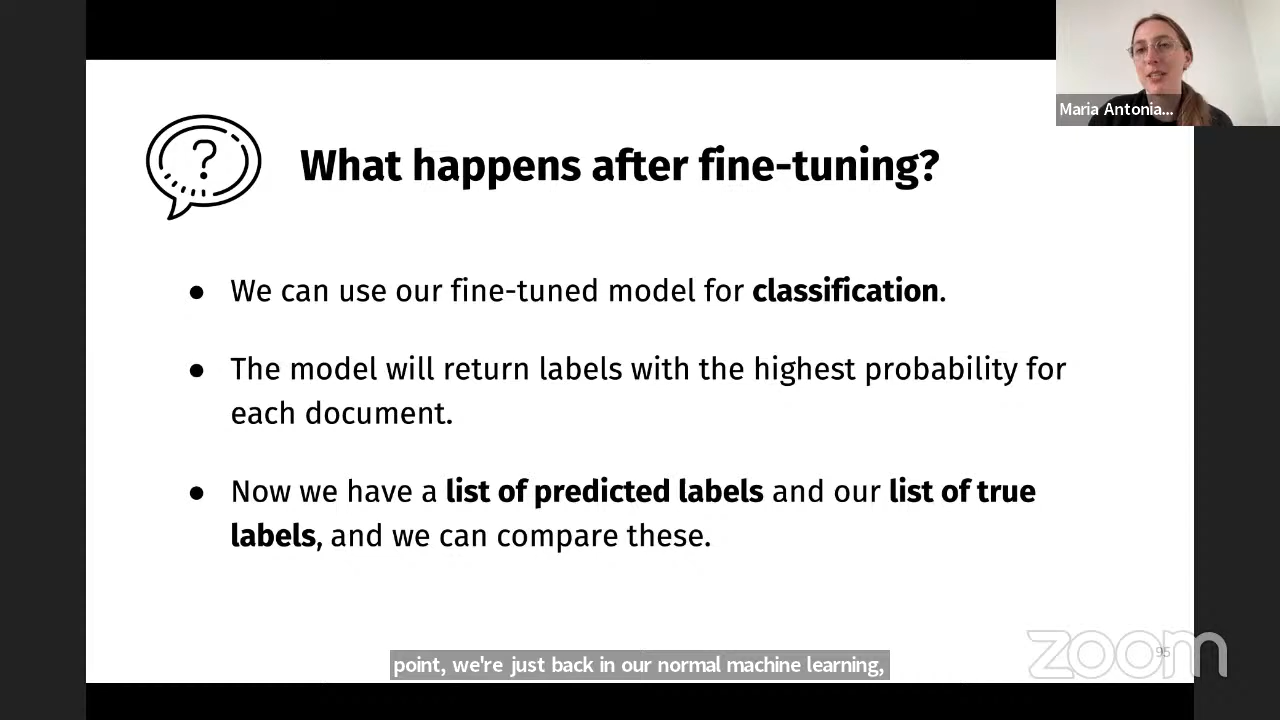 Maria Antonia...
?
What happens after fine-tuning?
● We can use our fine-tuned model for classification.
● The model will return labels with the highest probability for
each document.
● Now we have a list of predicted labels and our list of true
labels, and we can compare these.
point, we're just back in our normal machine learning,
zoom
95